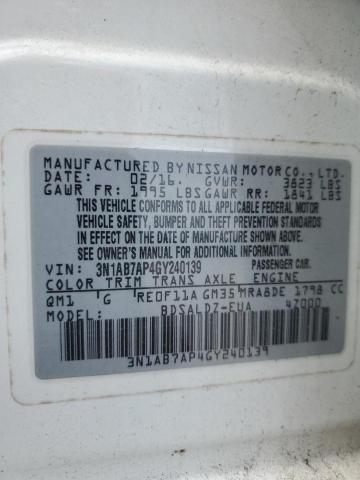 MANUFACTURED BY NISSAN MOTOR CO., LTD.
DATE: 02/16. GVWR: 3823 LBS
GAWR FR: 1995 LBS GAWR RR: 1841 LBS
THIS VEHICLE CONFORMS TO ALL APPLICABLE FEDERAL MOTOR
VEHICLE SAFETY, BUMPER AND THEFT PREVENTION STANDARDS
IN EFFECT ON THE DATE OF MANUFACTURE SHOWN ABOVE.
SEE OWNER'S MANUAL FOR ADDITIONAL INFORMATION.
VIN: 3N1AB7AP4GY240139 PASSENGER CAR.
COLOR TRIM TRANS AXLE ENGINE
QM1 G RE0F11A GM35 MRA8DE 1798 CC
MODEL: BDSALDZ-EUA 47000
3N1AB7AP4GY240139